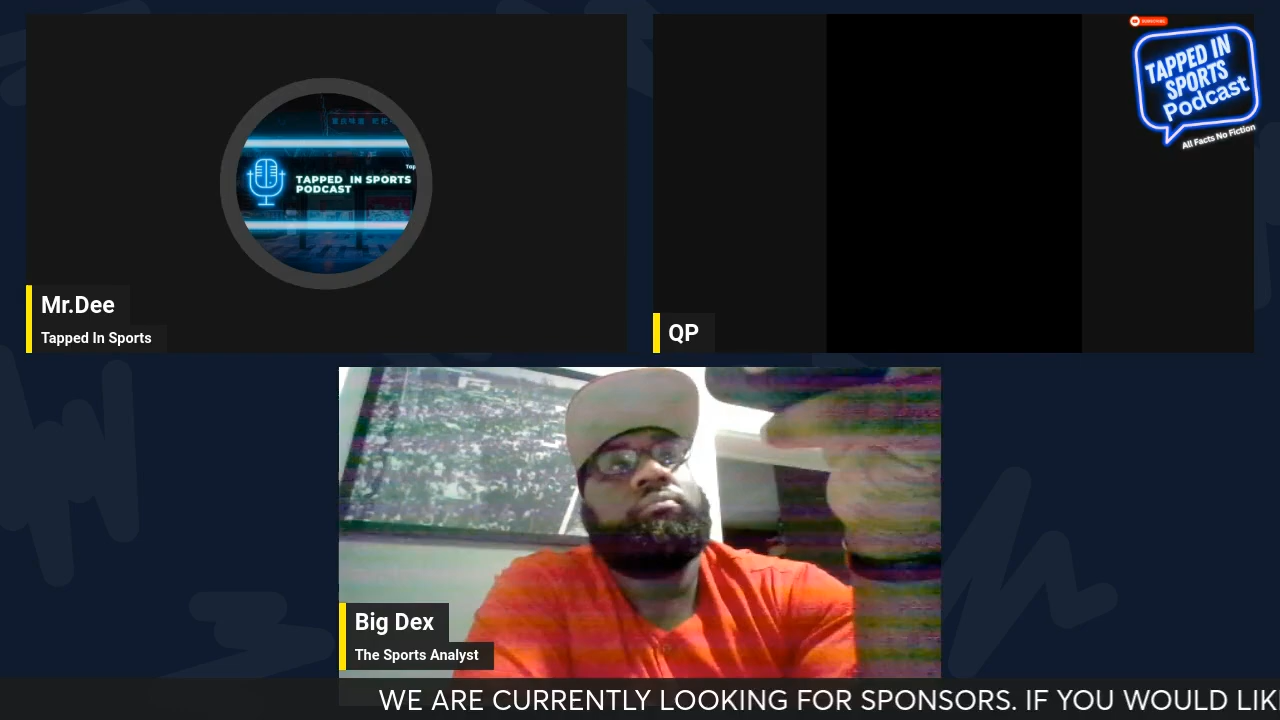 TAPPED IN SPORTS
PODCAST
Mr.Dee
Tapped In Sports
SUBSCRIBE
TAPPED IN
SPORTS
Podcast
All Facts No Fiction
QP
Big Dex
The Sports Analyst
WE ARE CURRENTLY LOOKING FOR SPONSORS. IF YOU WOULD LIK